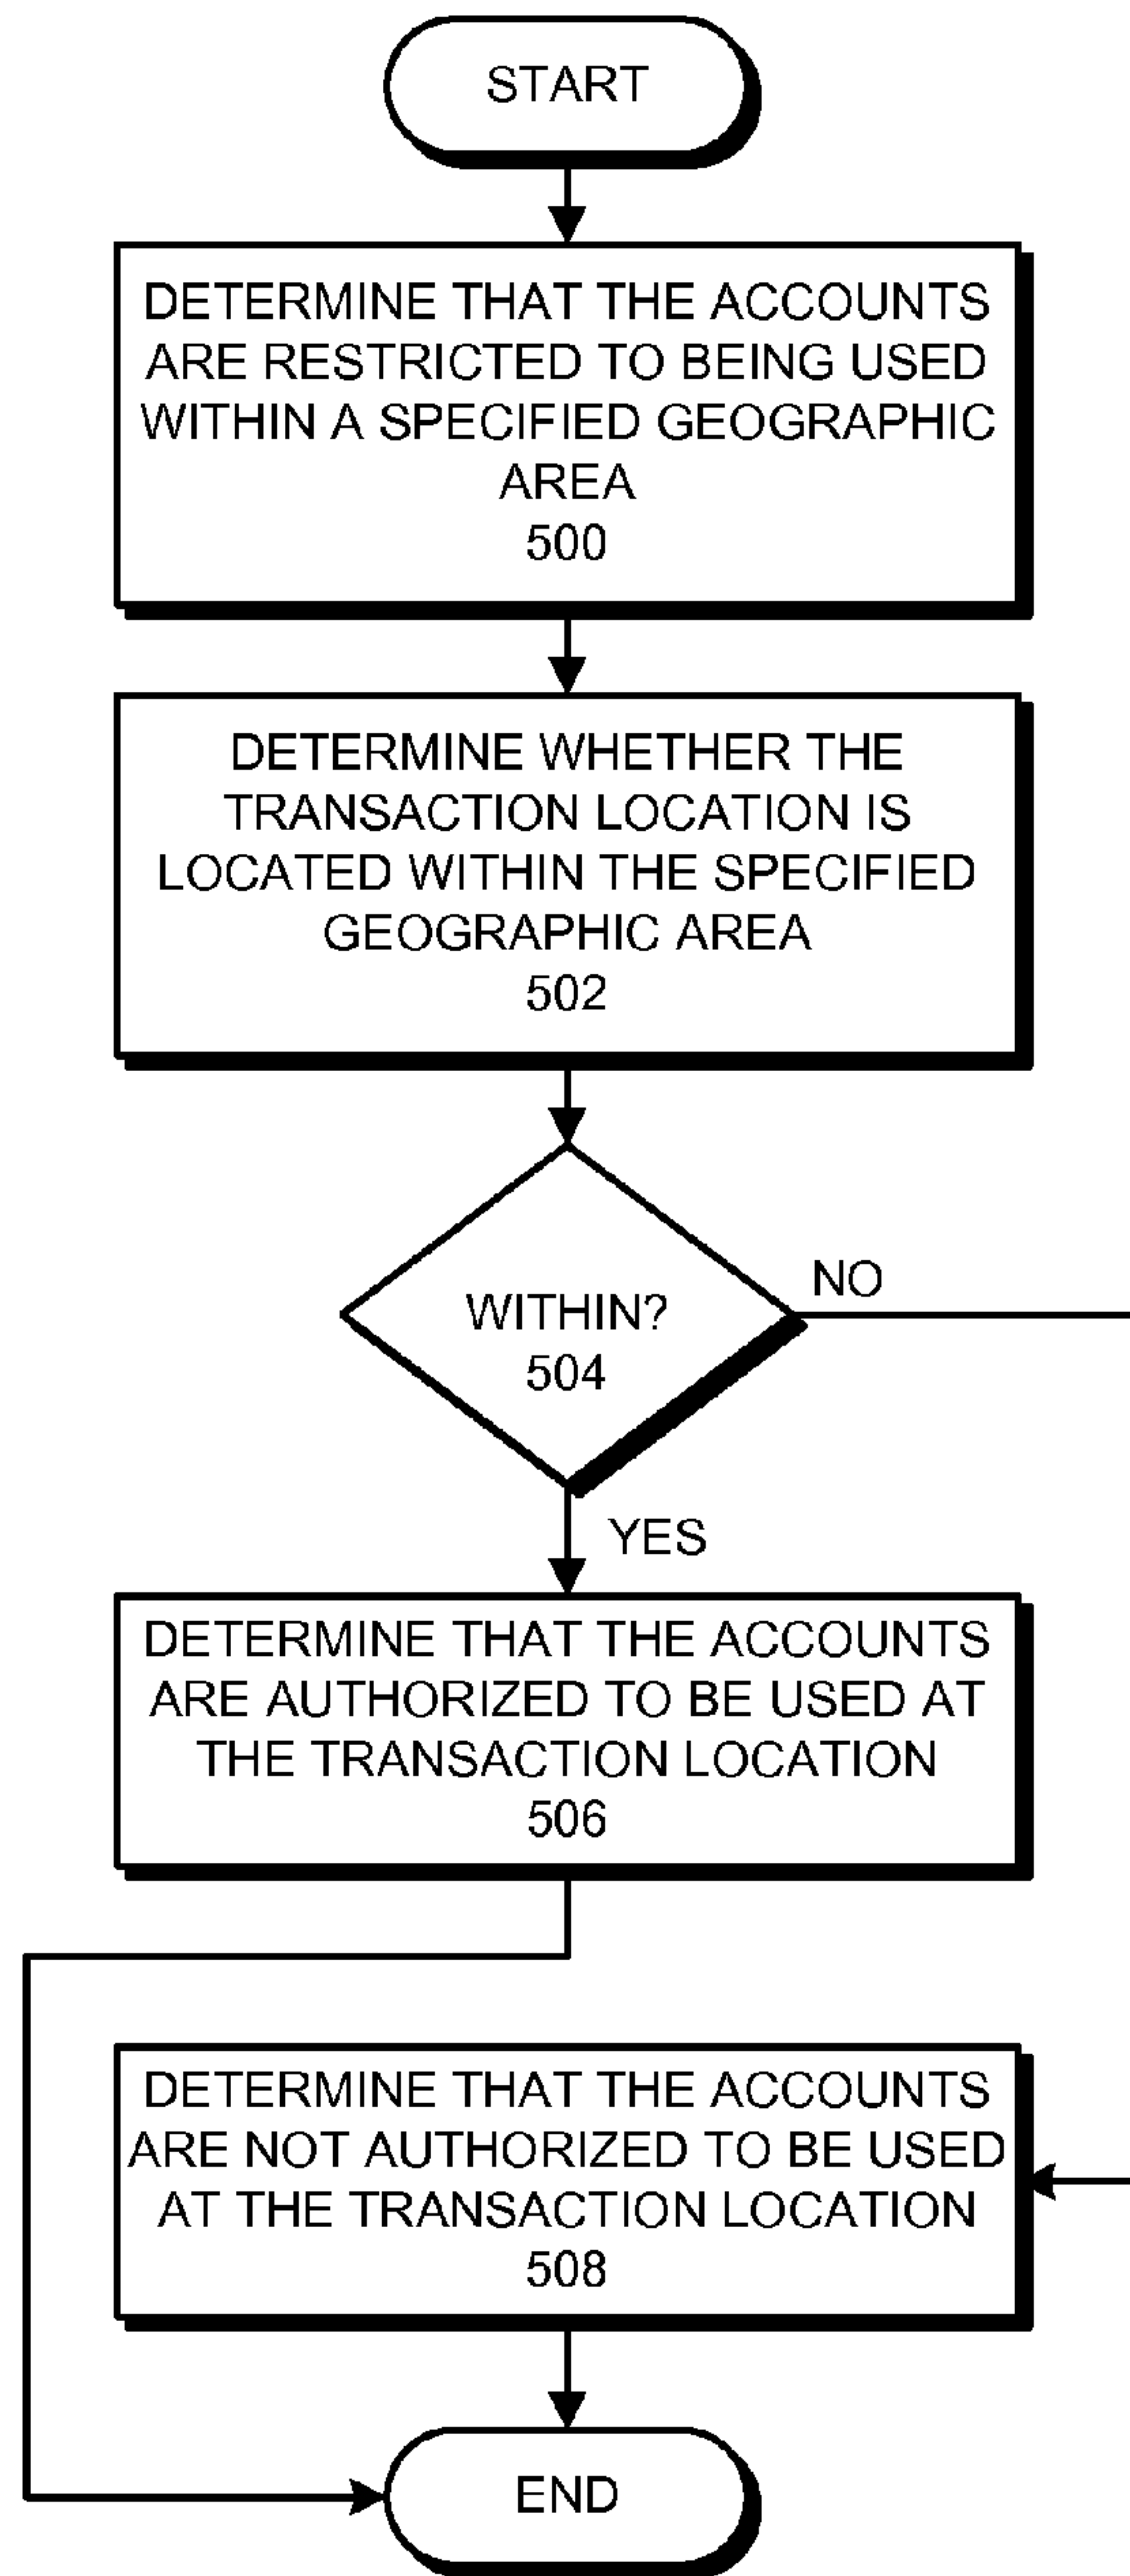 START
DETERMINE THAT THE ACCOUNTS
ARE RESTRICTED TO BEING USED
WITHIN A SPECIFIED GEOGRAPHIC
AREA
500
DETERMINE WHETHER THE
TRANSACTION LOCATION IS
LOCATED WITHIN THE SPECIFIED
GEOGRAPHIC AREA
502
WITHIN?
504
NO
YES
DETERMINE THAT THE ACCOUNTS
ARE AUTHORIZED TO BE USED AT
THE TRANSACTION LOCATION
506
DETERMINE THAT THE ACCOUNTS
ARE NOT AUTHORIZED TO BE USED
AT THE TRANSACTION LOCATION
508
END